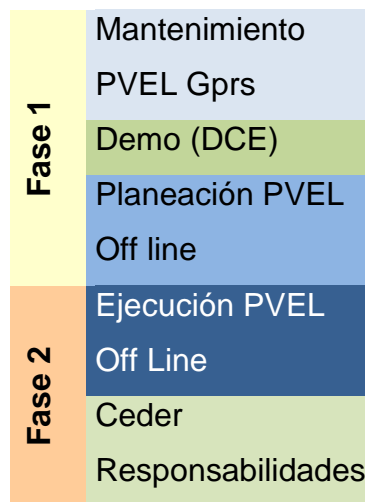 Fase 1
Mantenimiento
PVEL Gprs
Demo (DCE)
Planeación PVEL
Off line
Fase 2
Ejecución PVEL
Off Line
Ceder
Responsabilidades